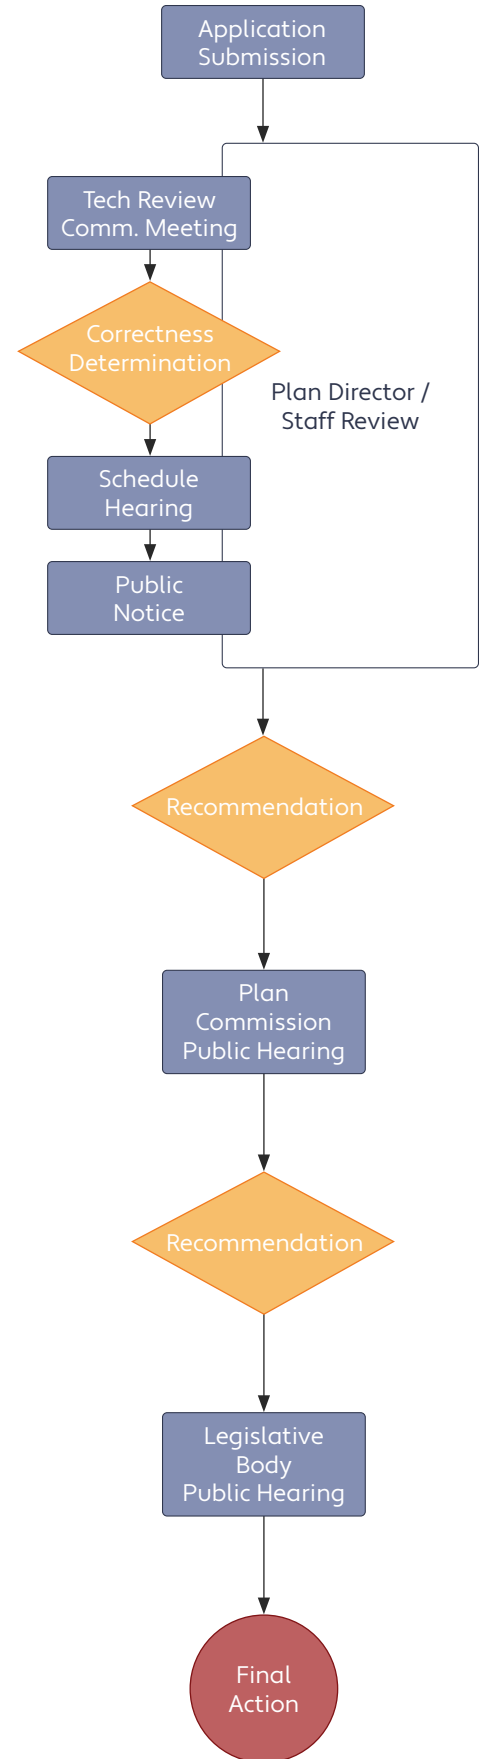 Application
Submission
Tech Review
Comm. Meeting
Correctness
Determination
Plan Director /
Staff Review
Schedule
Hearing
Public
Notice
Recommendation
Plan
Commission
Public Hearing
Recommendation
Legislative
Body
Public Hearing
Final
Action